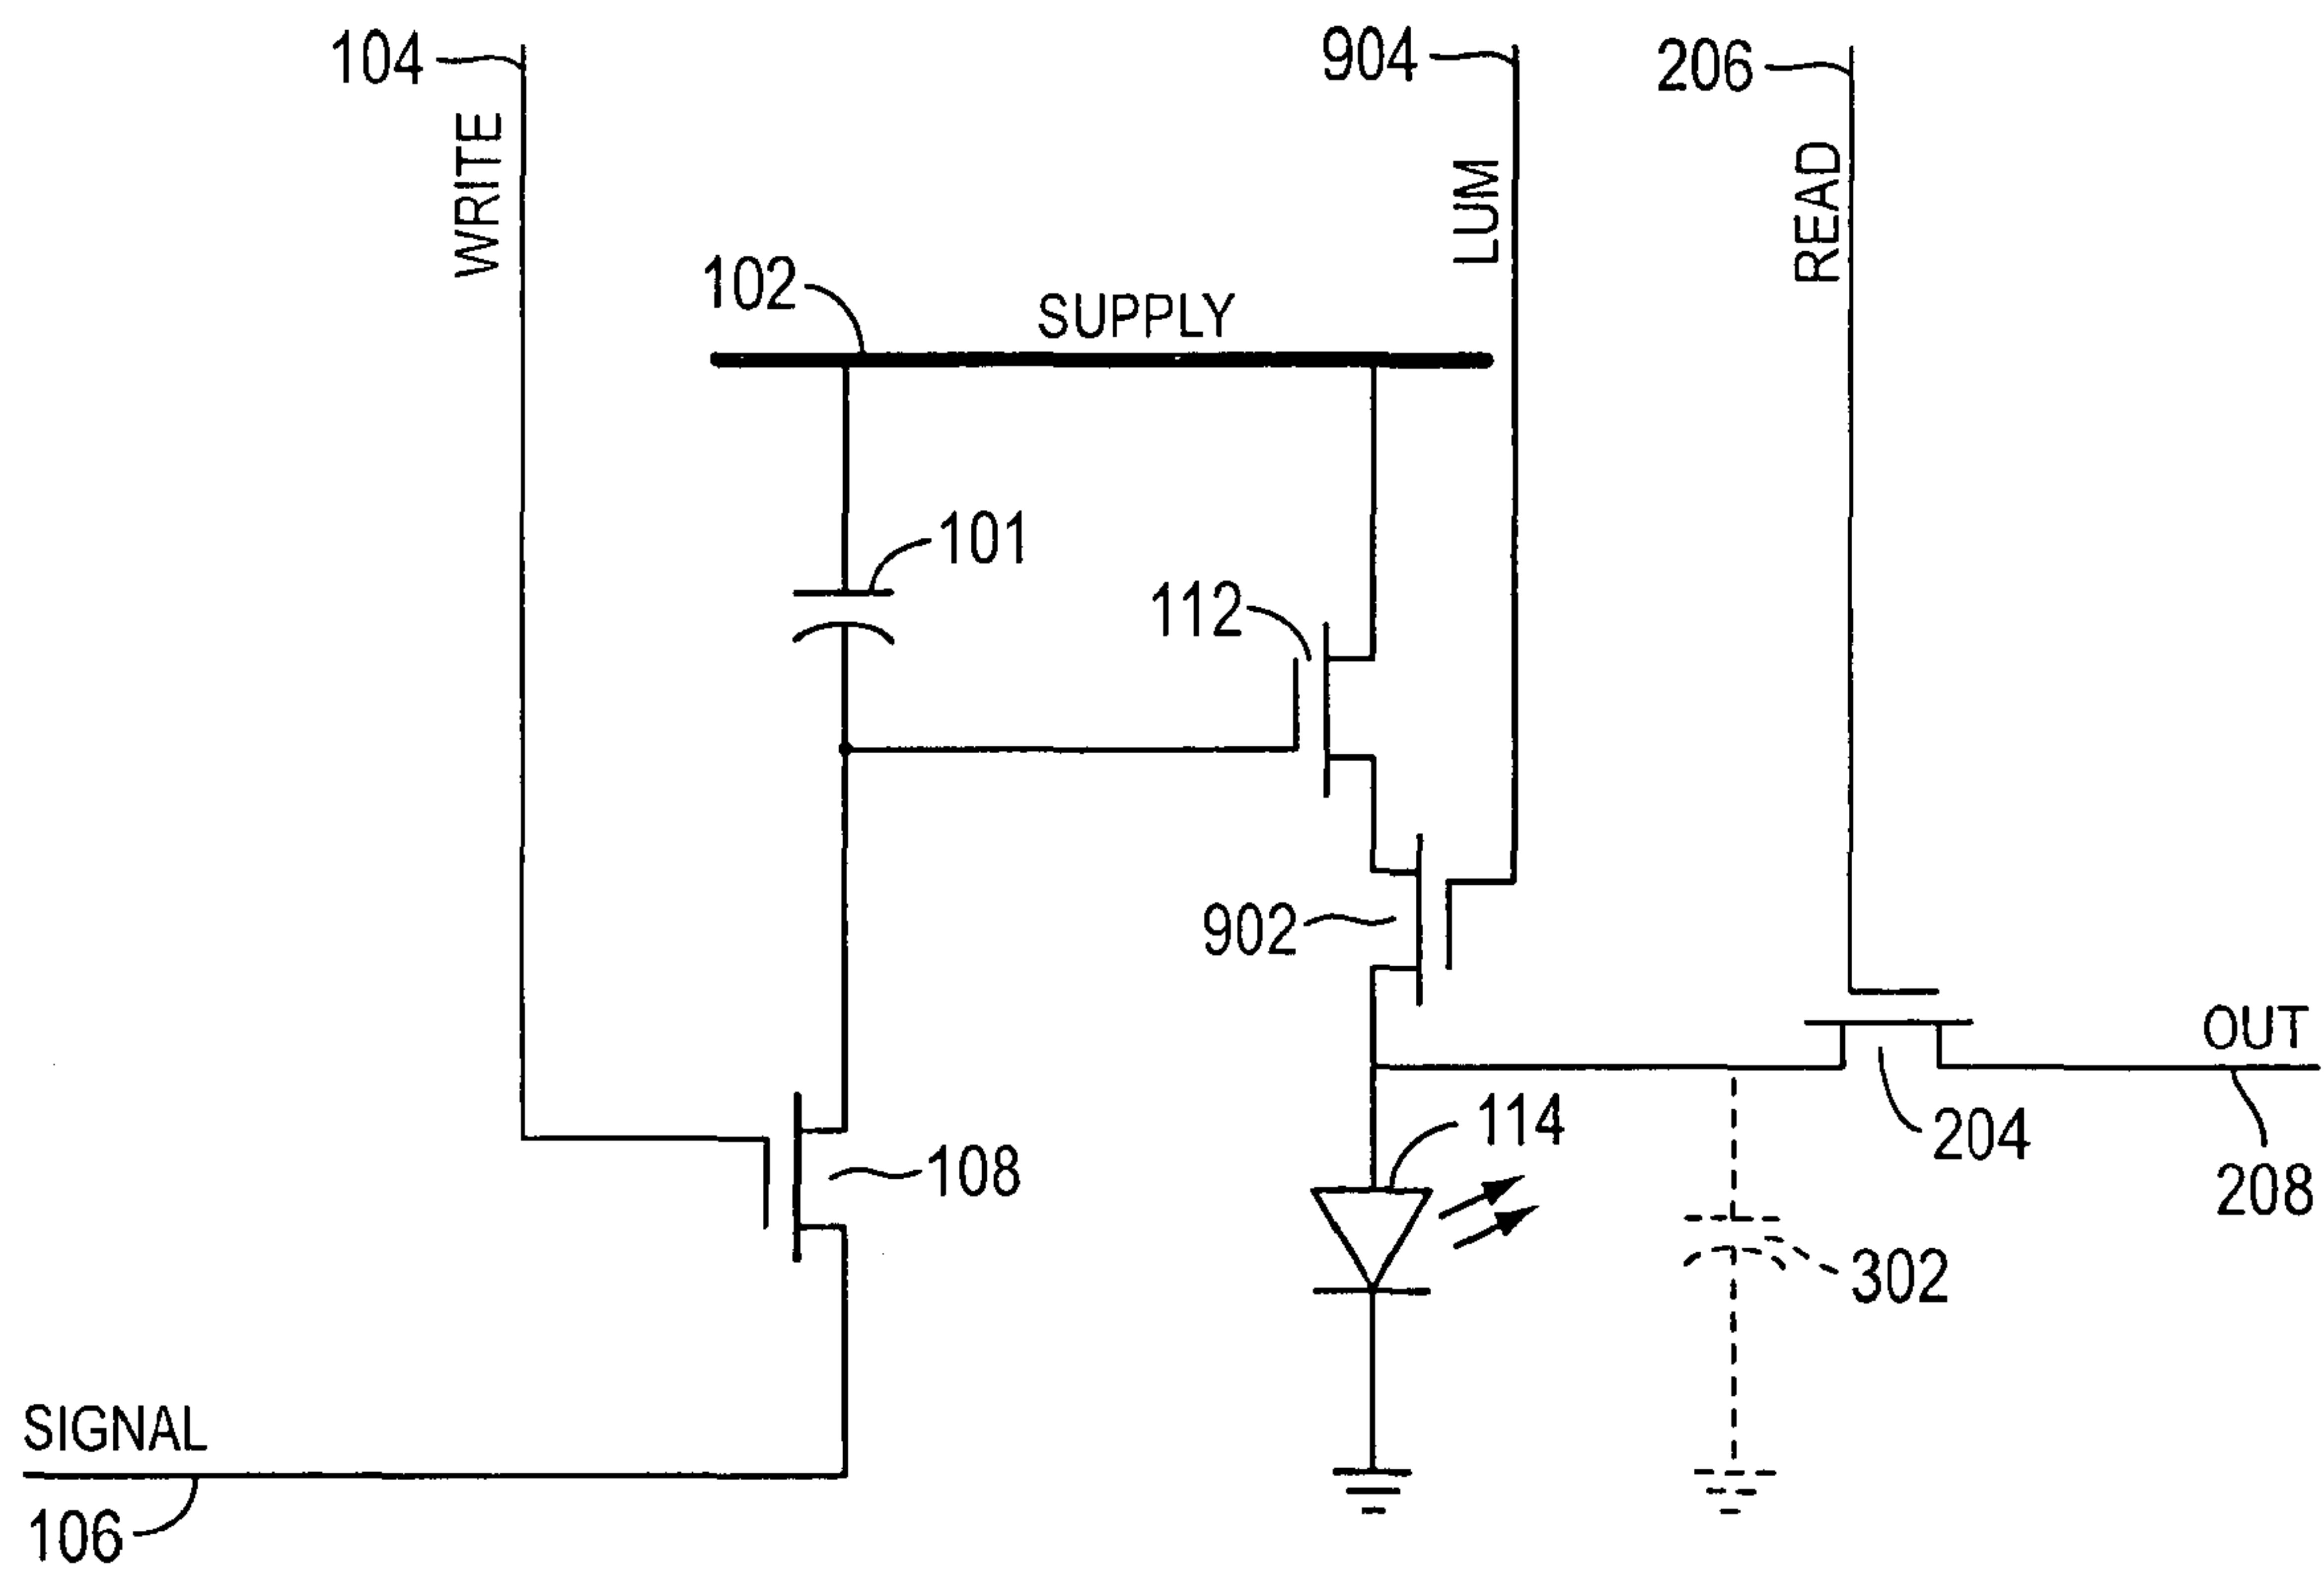 104
904
206
WRITE
LUM
READ
102
SUPPLY
101
112
902
OUT
114
204
108
208
302
SIGNAL
106